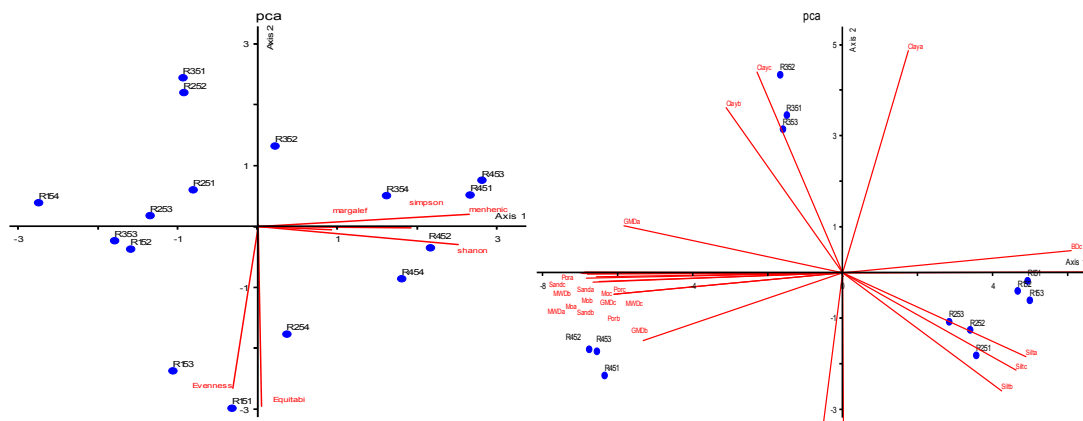 pca
Axis 2
3
R351
R252
R352
1
R251
R453
R354
R451
R154
simpson
R253
margalef
menhenic
Axis 1
-3
-1
1
3
R353
R152
R452
shanon
-1
R454
R254
R153
Evenness
Equitabi
R151
-3
pca
Axis 2
5
Claya
Clayc
R352
Clayb
R351
R353
3
1
GMDa
BDc
Axis 1
-8
-4
0
4
Pora
Sandc
Sanda
Porc
MWDb
Moc
Mob
GMDc
MWDc
Moa
MWDa
Sandb
Porb
GMDb
R151
R152
R153
-1
R253
R252
R251
R452
R453
R451
Silta
Siltc
Siltb
-3